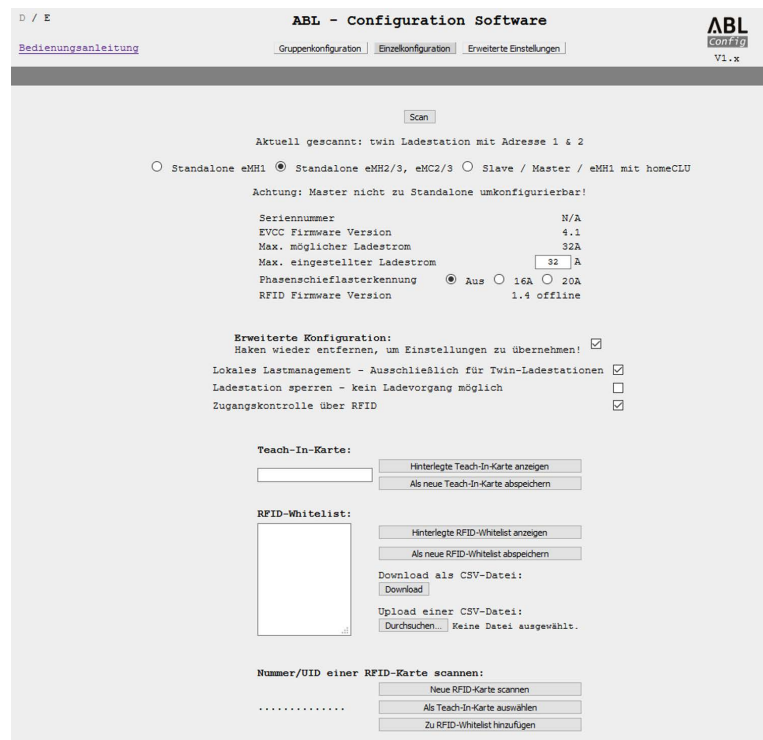 D / E
ABL - Configuration Software
ABL
Config
V1.x
Bedienungsanleitung
Gruppenkonfiguration Einzelkonfiguration Erweiterte Einstellungen
Scan
Aktuell gescannt: twin Ladestation mit Adresse 1 & 2
Standalone eMH1 Standalone eMH2/3, eMC2/3 Slave / Master / eMH1 mit homeCLU
Achtung: Master nicht zu Standalone umkonfigurierbar!
Seriennummer N/A
EVCC Firmware Version 4.1
Max. möglicher Ladestrom 32A
Max. eingestellter Ladestrom 32 A
Phasenschieflasterkennung Aus 16A 20A
RFID Firmware Version 1.4 offline
Erweiterte Konfiguration:
Haken wieder entfernen, um Einstellungen zu übernehmen!
Lokales Lastmanagement - Ausschließlich für Twin-Ladestationen
Ladestation sperren - kein Ladevorgang möglich
Zugangskontrolle über RFID
Teach-In-Karte:
Hinterlegte Teach-In-Karte anzeigen
Als neue Teach-In-Karte abspeichern
RFID-Whitelist:
Hinterlegte RFID-Whitelist anzeigen
Als neue RFID-Whitelist abspeichern
Download als CSV-Datei:
Download
Upload einer CSV-Datei:
Durchsuchen... Keine Datei ausgewählt.
Nummer/UID einer RFID-Karte scannen:
Neue RFID-Karte scannen
.............. Als Teach-In-Karte auswählen
Zu RFID-Whitelist hinzufügen